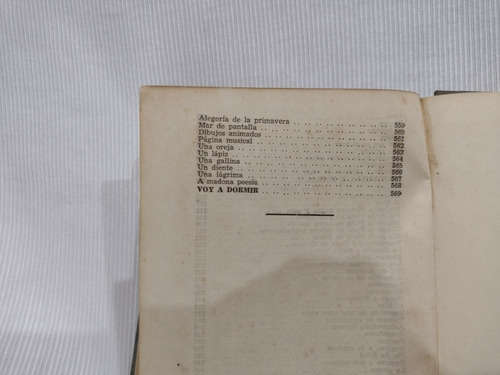 Alegoría de la primavera .................. 559
Mar de pantalla .................. 560
Dibujos animados .................. 561
Página musical .................. 562
Una oreja .................. 563
Un lápiz .................. 564
Una gallina .................. 565
Un diente .................. 566
Una lágrima .................. 567
A madona poesía .................. 568
VOY A DORMIR .................. 569